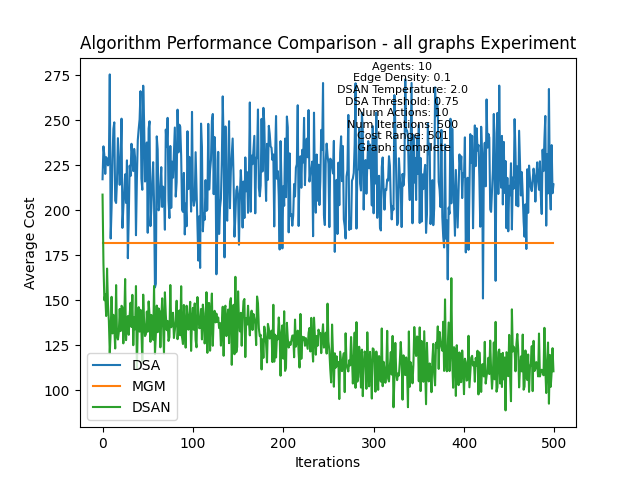 Algorithm Performance Comparison - all graphs Experiment
Agents: 10
Edge Density: 0.1
DSAN Temperature: 2.0
DSA Threshold: 0.75
Num Actions: 10
Num Iterations: 500
Cost Range: 501
Graph: complete
275
250
225
200
175
150
125
100
Average Cost
DSA
MGM
DSAN
0
100
200
300
400
500
Iterations